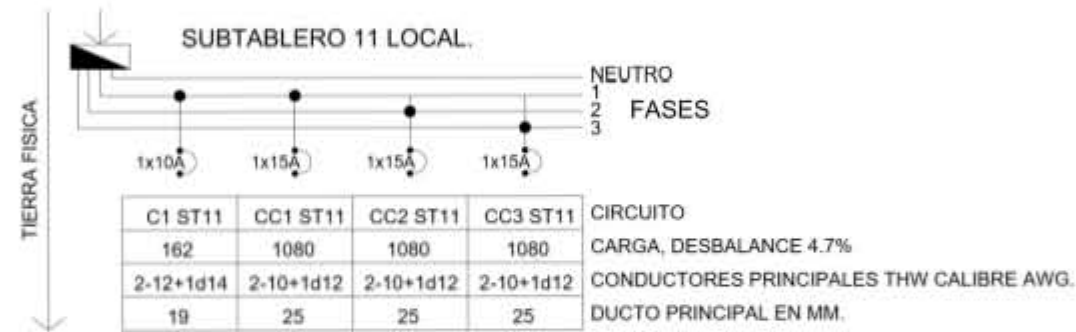 SUBTABLERO 11 LOCAL.
NEUTRO
1
2 FASES
3
TIERRA FISICA
1x10A 1x15A 1x15A 1x15A
C1 ST11 CC1 ST11 CC2 ST11 CC3 ST11 CIRCUITO
162 1080 1080 1080 CARGA, DESBALANCE 4.7%
2-12+1d14 2-10+1d12 2-10+1d12 2-10+1d12 CONDUCTORES PRINCIPALES THW CALIBRE AWG.
19 25 25 25 DUCTO PRINCIPAL EN MM.